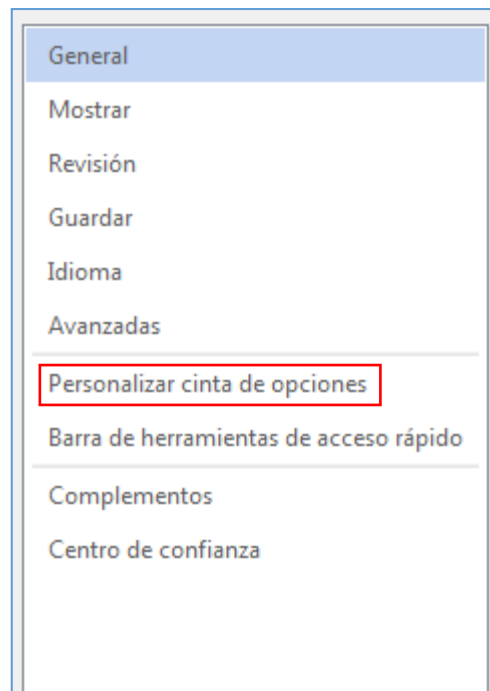 General
Mostrar
Revisión
Guardar
Idioma
Avanzadas
Personalizar cinta de opciones
Barra de herramientas de acceso rápido
Complementos
Centro de confianza